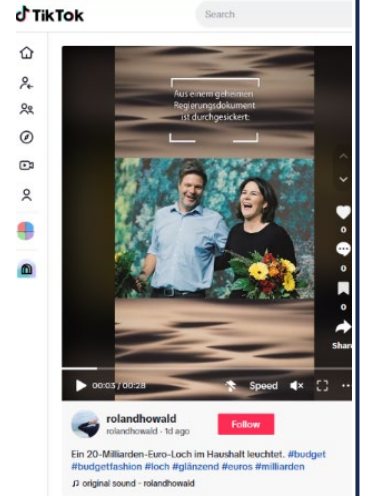 TikTok
Search
Aus einem geheimen
Regierungsdokument
ist durchgesickert:
0
0
0
Share
00:03 / 00:28
Speed
rolandhowald
rolandhowald · 1d ago
Follow
Ein 20-Milliarden-Euro-Loch im Haushalt leuchtet. #budget
#budgetfashion #loch #glänzend #euros #milliarden
♫ original sound - rolandhowald